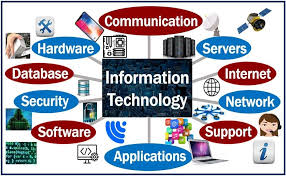 Communication
Hardware
Servers
Database
Information
Technology
Internet
Security
Network
Software
Support
Applications